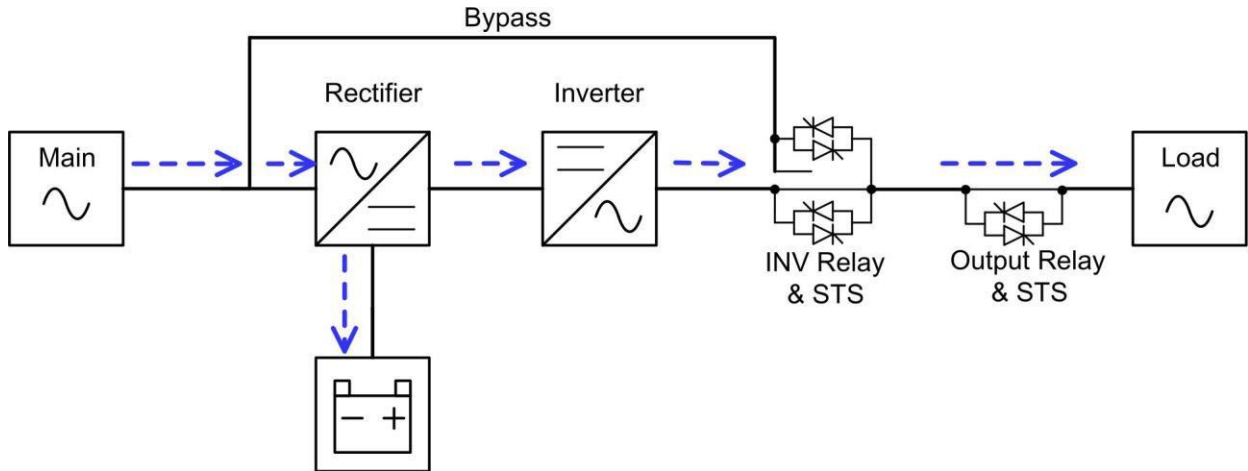 Bypass
Rectifier
Inverter
Main
Load
INV Relay
& STS
Output Relay
& STS